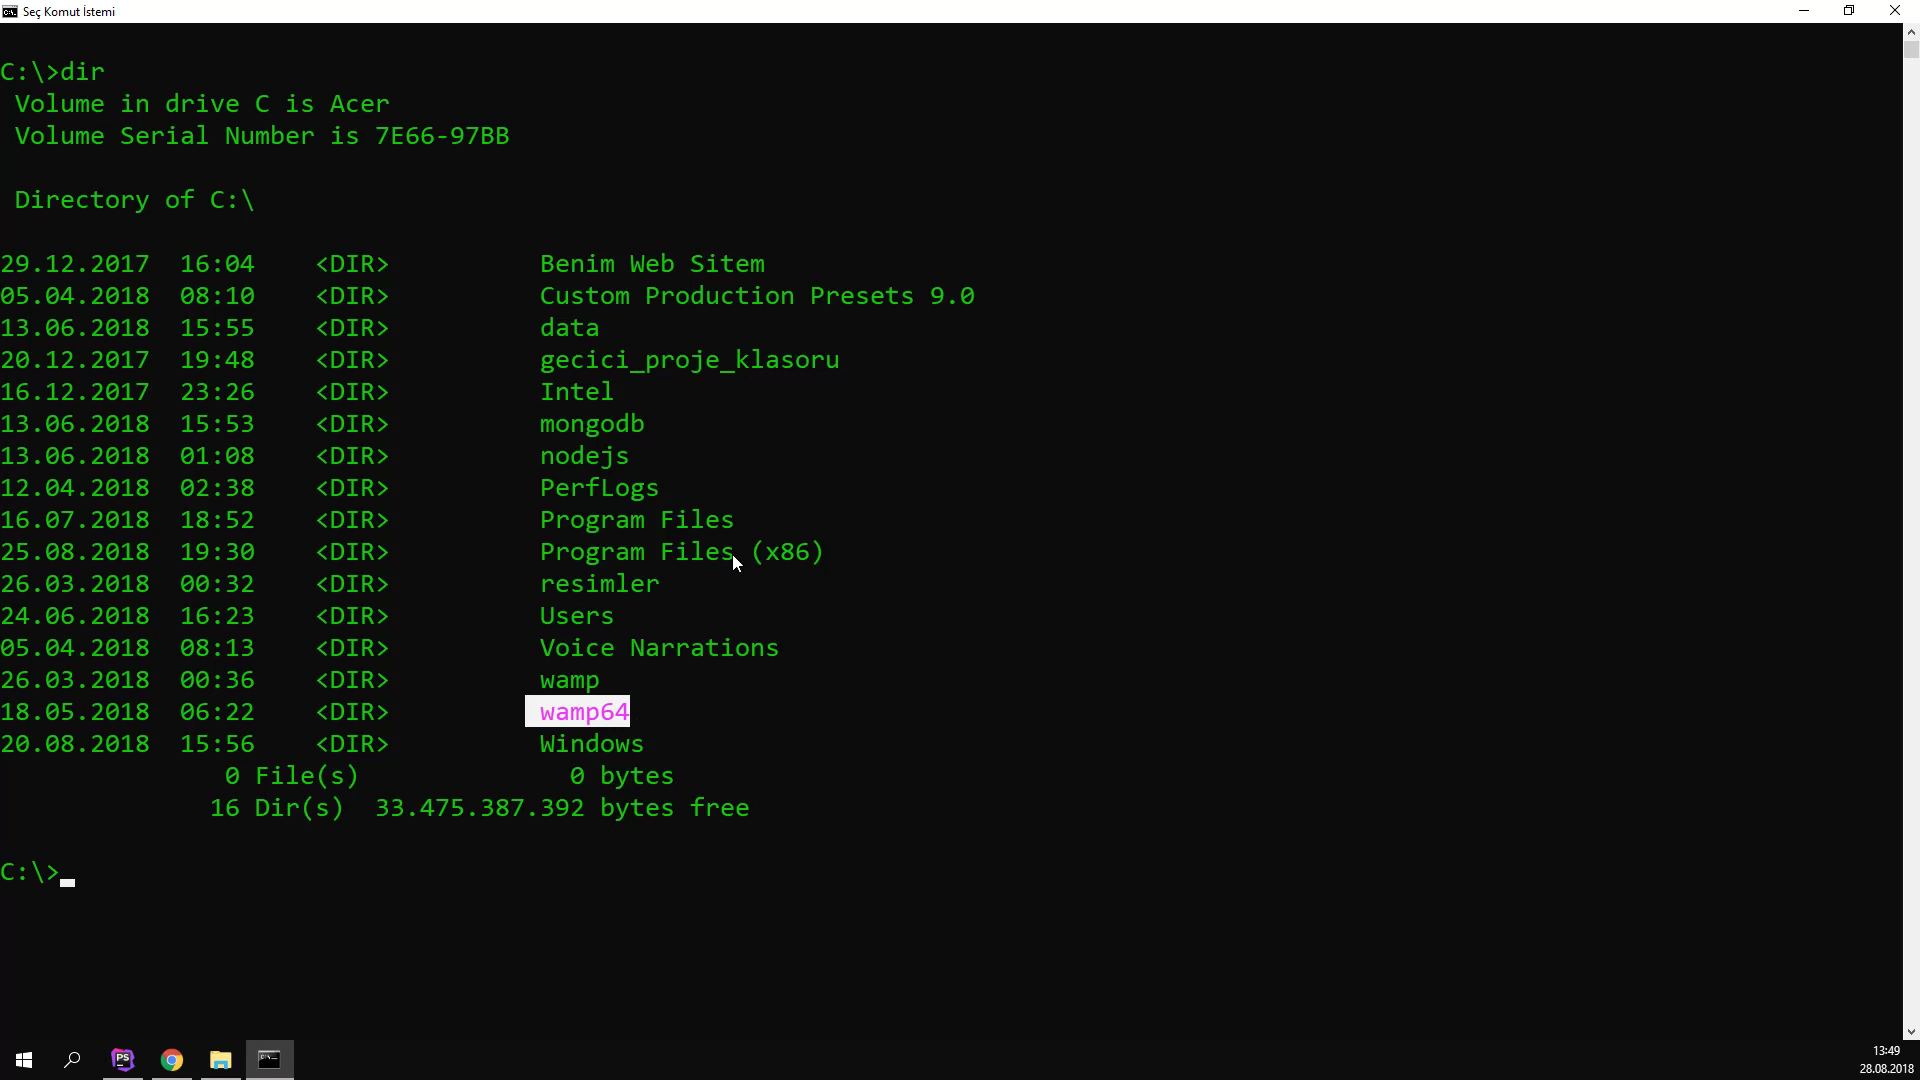 Seç Komut İstemi
C:\>dir
Volume in drive C is Acer
Volume Serial Number is 7E66-97BB
Directory of C:\
29.12.2017 16:04 <DIR> Benim Web Sitem
05.04.2018 08:10 <DIR> Custom Production Presets 9.0
13.06.2018 15:55 <DIR> data
20.12.2017 19:48 <DIR> gecici_proje_klasoru
16.12.2017 23:26 <DIR> Intel
13.06.2018 15:53 <DIR> mongodb
13.06.2018 01:08 <DIR> nodejs
12.04.2018 02:38 <DIR> PerfLogs
16.07.2018 18:52 <DIR> Program Files
25.08.2018 19:30 <DIR> Program Files (x86)
26.03.2018 00:32 <DIR> resimler
24.06.2018 16:23 <DIR> Users
05.04.2018 08:13 <DIR> Voice Narrations
26.03.2018 00:36 <DIR> wamp
18.05.2018 06:22 <DIR> wamp64
20.08.2018 15:56 <DIR> Windows
0 File(s) 0 bytes
16 Dir(s) 33.475.387.392 bytes free
C:\>
PS
13:49
28.08.2018